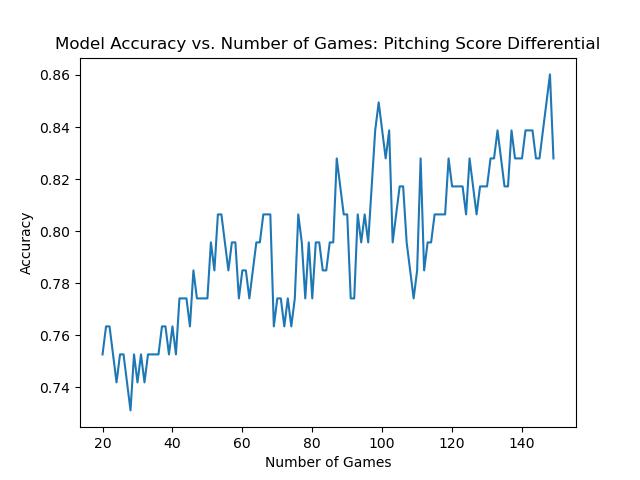 Model Accuracy vs. Number of Games: Pitching Score Differential
0.86
0.84
0.82
0.80
0.78
0.76
0.74
Accuracy
20 40 60 80 100 120 140
Number of Games